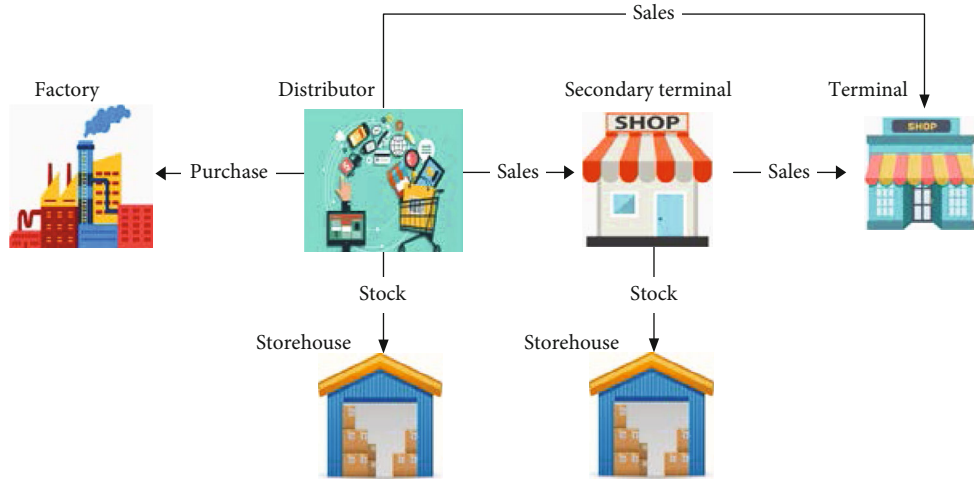 Sales
Factory
Distributor
Secondary terminal
Terminal
SHOP
SHOP
Purchase
Sales
Sales
Stock
Stock
Storehouse
Storehouse